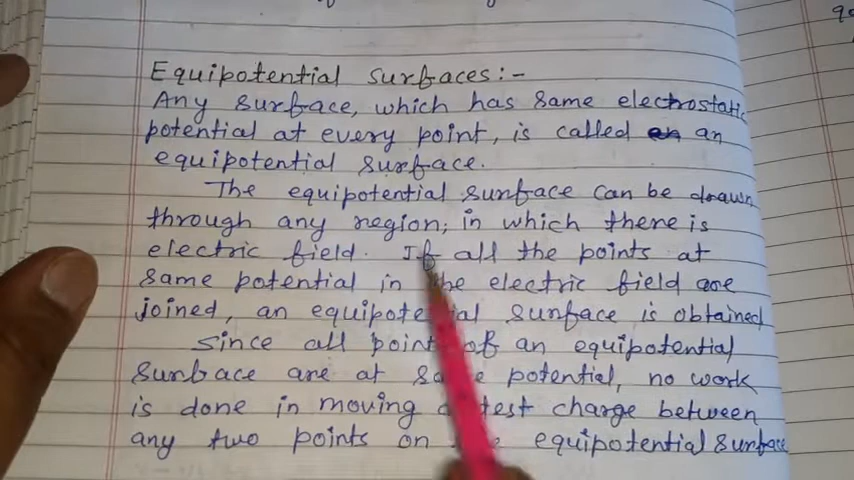 Equipotential surfaces:-
Any surface, which has same electrostatic
potential at every point, is called an
equipotential surface.
The equipotential surface can be drawn
through any region, in which there is
electric field. If all the points at
same potential in the electric field are
joined, an equipotential surface is obtained
Since all points of an equipotential
surface are at same potential, no work
is done in moving a test charge between
any two points on the equipotential surface